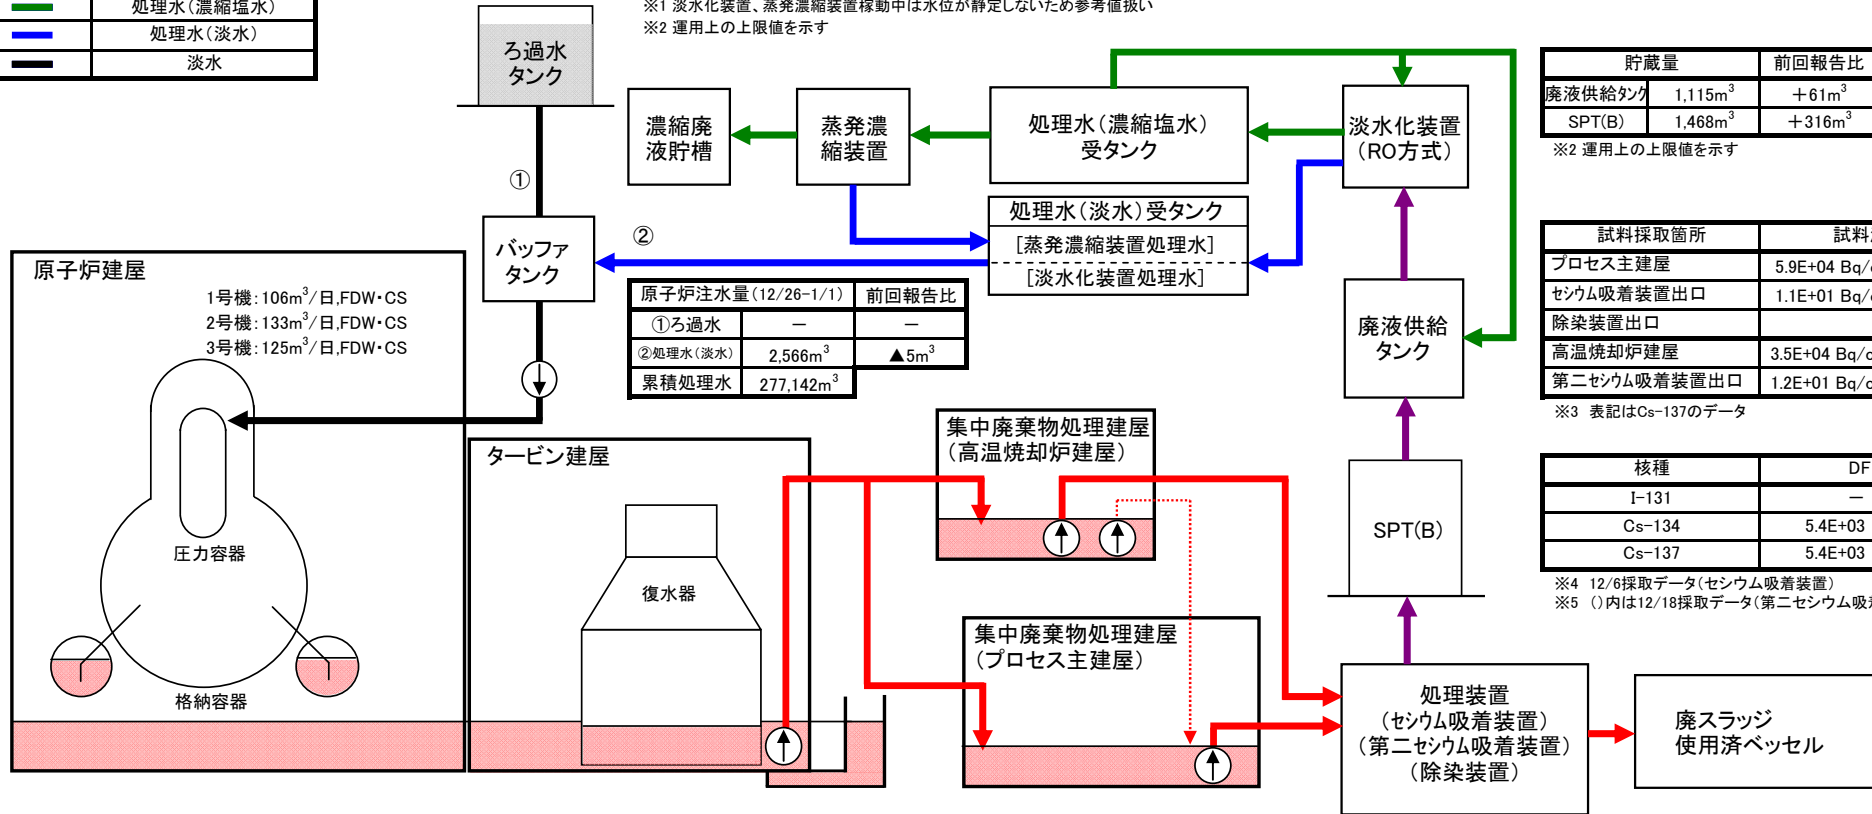 処理水(濃縮塩水)
処理水(淡水)
淡水
※1 淡水化装置、蒸発濃縮装置稼動中は水位が静定しないため参考値扱い
※2 運用上の上限値を示す
ろ過水
タンク
濃縮廃
液貯槽
蒸発濃
縮装置
処理水(濃縮塩水)
受タンク
淡水化装置
(RO方式)
貯蔵量 前回報告比
廃液供給タンク 1,115m³ +61m³
SPT(B) 1,468m³ +316m³
※2 運用上の上限値を示す
①
バッファ
タンク
②
処理水(淡水)受タンク
[蒸発濃縮装置処理水]
[淡水化装置処理水]
原子炉建屋
1号機:106m³/日,FDW・CS
2号機:133m³/日,FDW・CS
3号機:125m³/日,FDW・CS
原子炉注水量(12/26-1/1) 前回報告比
①ろ過水 - -
②処理水(淡水) 2,566m³ ▲5m³
累積処理水 277,142m³
廃液供給
タンク
試料採取箇所 試料
プロセス主建屋 5.9E+04 Bq/
セシウム吸着装置出口 1.1E+01 Bq/
除染装置出口
高温焼却炉建屋 3.5E+04 Bq/
第二セシウム吸着装置出口 1.2E+01 Bq/
※3 表記はCs-137のデータ
タービン建屋
集中廃棄物処理建屋
(高温焼却炉建屋)
核種 DF
I-131 -
Cs-134 5.4E+03
Cs-137 5.4E+03
※4 12/6採取データ(セシウム吸着装置)
※5 ()内は12/18採取データ(第二セシウム吸
SPT(B)
圧力容器
復水器
格納容器
集中廃棄物処理建屋
(プロセス主建屋)
処理装置
(セシウム吸着装置)
(第二セシウム吸着装置)
(除染装置)
廃スラッジ
使用済ベッセル